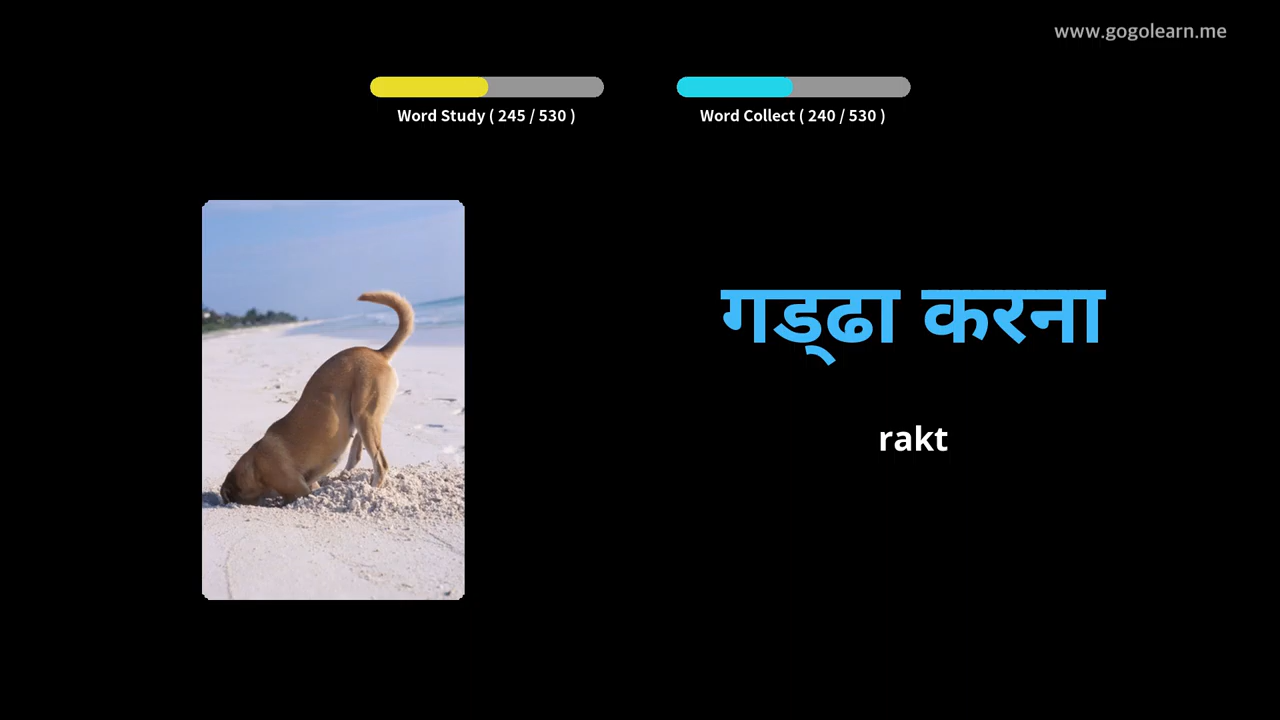 www.gogolearn.me
Word Study ( 245 / 530 )
Word Collect ( 240 / 530 )
गड्‌ढा करना
rakt